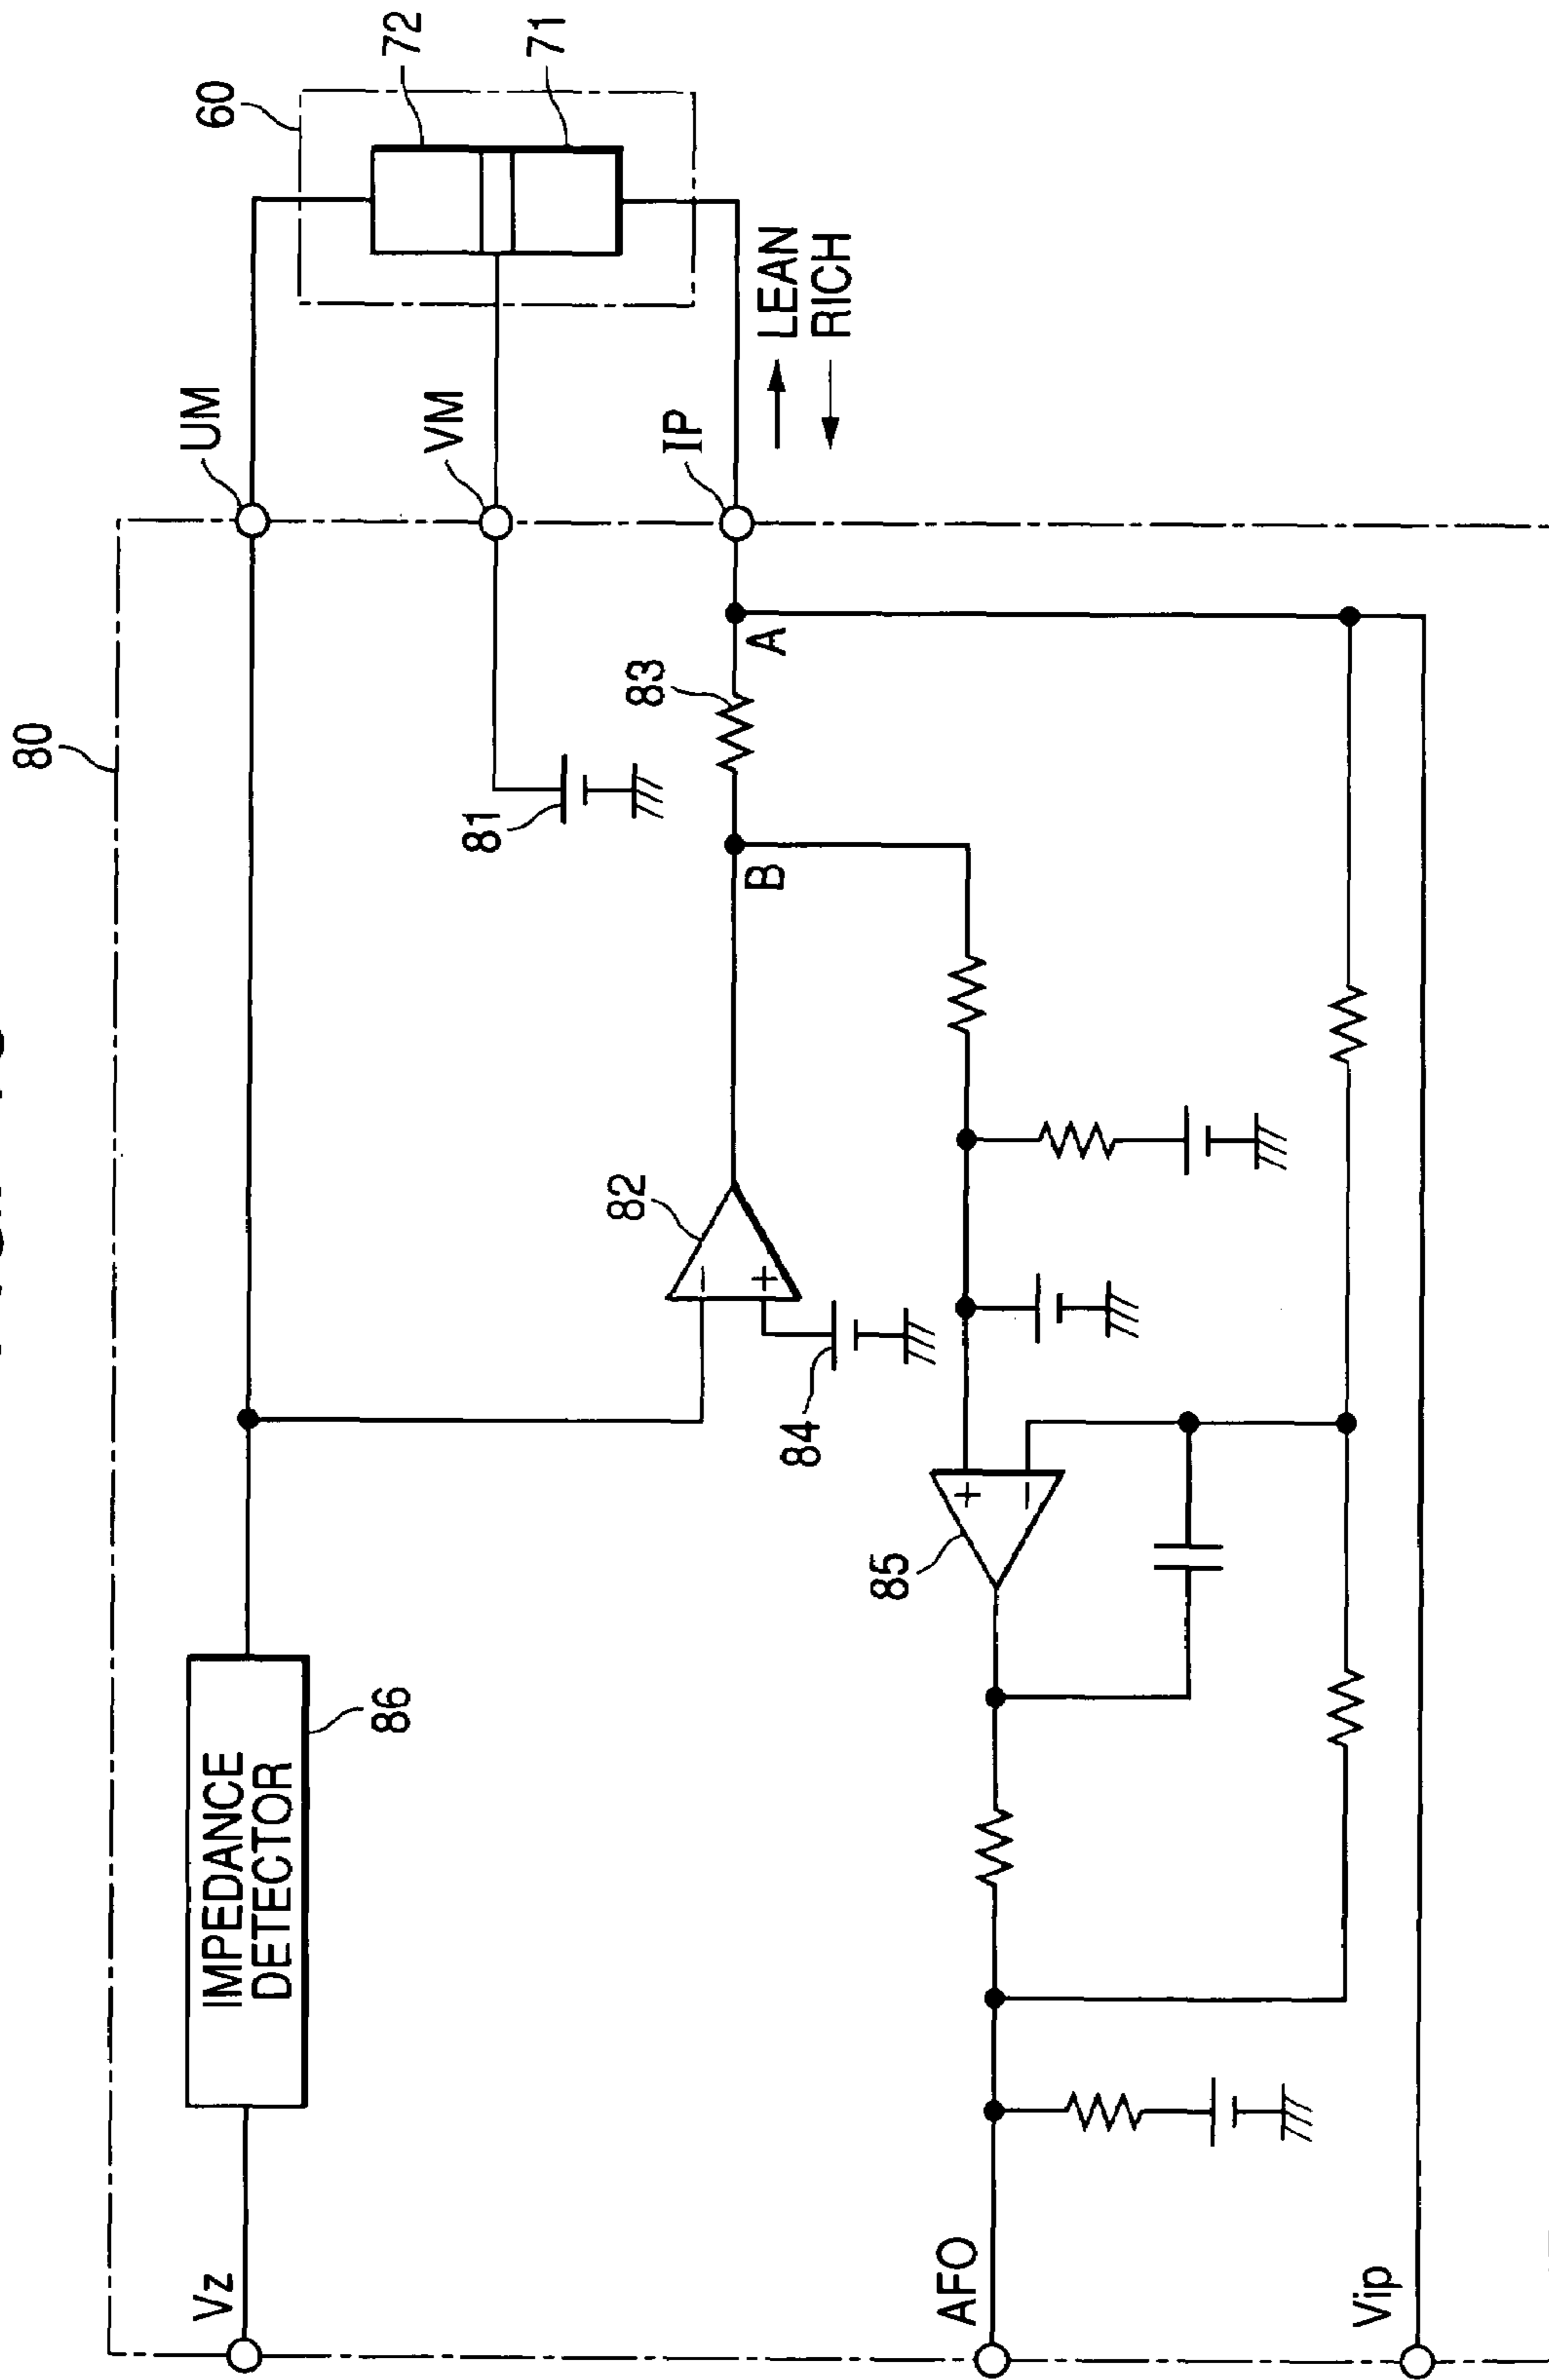 80
60
72
71
UM
VM
IP
LEAN
RICH
81
83
A
B
82
84
85
86
IMPEDANCE
DETECTOR
Vz
AFO
Vip
−
+
+
−